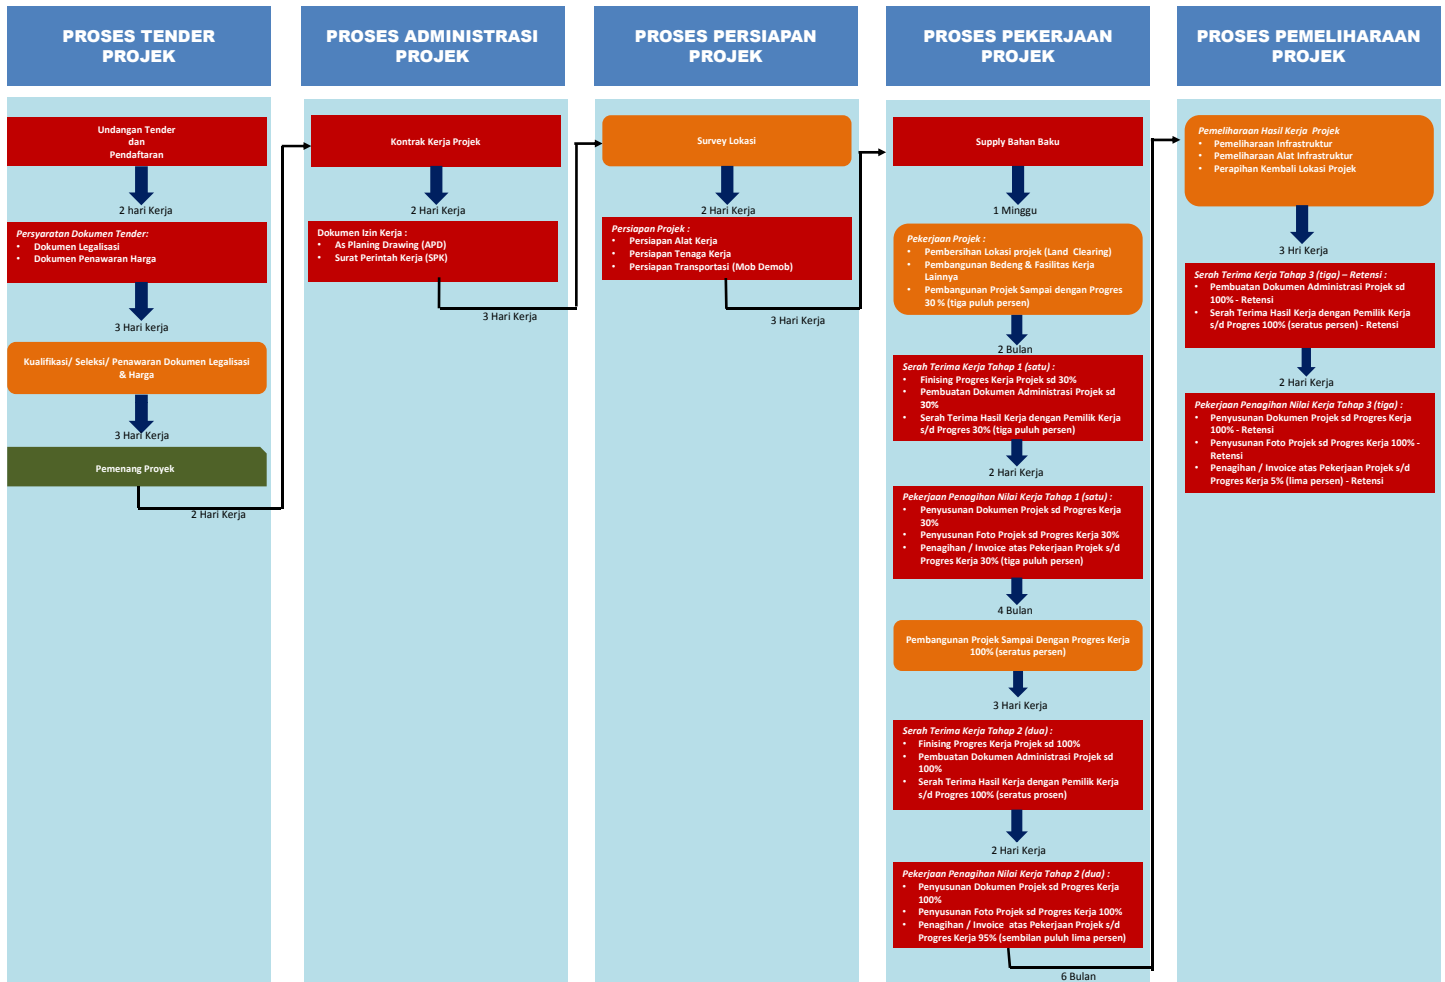 PROSES TENDER
PROJEK
Undangan Tender
dan
Pendaftaran
2 hari Kerja
Persyaratan Dokumen Tender:
• Dokumen Legalisasi
• Dokumen Penawaran Harga
3 Hari kerja
Kualifikasi/ Seleksi/ Penawaran Dokumen Legalisasi
& Harga
3 Hari Kerja
Pemenang Proyek
2 Hari Kerja
PROSES ADMINISTRASI
PROJEK
Kontrak Kerja Projek
2 Hari Kerja
Dokumen Izin Kerja :
• As Planing Drawing (APD)
• Surat Perintah Kerja (SPK)
3 Hari Kerja
PROSES PERSIAPAN
PROJEK
Survey Lokasi
2 Hari Kerja
Persiapan Projek :
• Persiapan Alat Kerja
• Persiapan Tenaga Kerja
• Persiapan Transportasi (Mob Demob)
3 Hari Kerja
PROSES PEKERJAAN
PROJEK
Supply Bahan Baku
1 Minggu
Pekerjaan Projek :
• Pembersihan Lokasi projek (Land Clearing)
• Pembangunan Bedeng & Fasilitas Kerja
Lainnya
• Pembangunan Projek Sampai dengan Progres
30 % (tiga puluh persen)
2 Bulan
Serah Terima Kerja Tahap 1 (satu) :
• Finising Progres Kerja Projek sd 30%
• Pembuatan Dokumen Administrasi Projek sd
30%
• Serah Terima Hasil Kerja dengan Pemilik Kerja
s/d Progres 30% (tiga puluh persen)
2 Hari Kerja
Pekerjaan Penagihan Nilai Kerja Tahap 1 (satu) :
• Penyusunan Dokumen Projek sd Progres Kerja
30%
• Penyusunan Foto Projek sd Progres Kerja 30%
• Penagihan / Invoice atas Pekerjaan Projek s/d
Progres Kerja 30% (tiga puluh persen)
4 Bulan
Pembangunan Projek Sampai Dengan Progres Kerja
100% (seratus persen)
3 Hari Kerja
Serah Terima Kerja Tahap 2 (dua) :
• Finising Progres Kerja Projek sd 100%
• Pembuatan Dokumen Administrasi Projek sd
100%
• Serah Terima Hasil Kerja dengan Pemilik Kerja
s/d Progres 100% (seratus prosen)
2 Hari Kerja
Pekerjaan Penagihan Nilai Kerja Tahap 2 (dua) :
• Penyusunan Dokumen Projek sd Progres Kerja
100%
• Penyusunan Foto Projek sd Progres Kerja 100%
• Penagihan / Invoice atas Pekerjaan Projek s/d
Progres Kerja 95% (sembilan puluh lima persen)
6 Bulan
PROSES PEMELIHARAAN
PROJEK
Pemeliharaan Hasil Kerja Projek
• Pemeliharaan Infrastruktur
• Pemeliharaan Alat Infrastruktur
• Perapihan Kembali Lokasi Projek
3 Hri Kerja
Serah Terima Kerja Tahap 3 (tiga) – Retensi :
• Pembuatan Dokumen Administrasi Projek sd
100% - Retensi
• Serah Terima Hasil Kerja dengan Pemilik Kerja
s/d Progres 100% (seratus persen) - Retensi
2 Hari Kerja
Pekerjaan Penagihan Nilai Kerja Tahap 3 (tiga) :
• Penyusunan Dokumen Projek sd Progres Kerja
100% - Retensi
• Penyusunan Foto Projek sd Progres Kerja 100% -
Retensi
• Penagihan / Invoice atas Pekerjaan Projek s/d
Progres Kerja 5% (lima persen) - Retensi